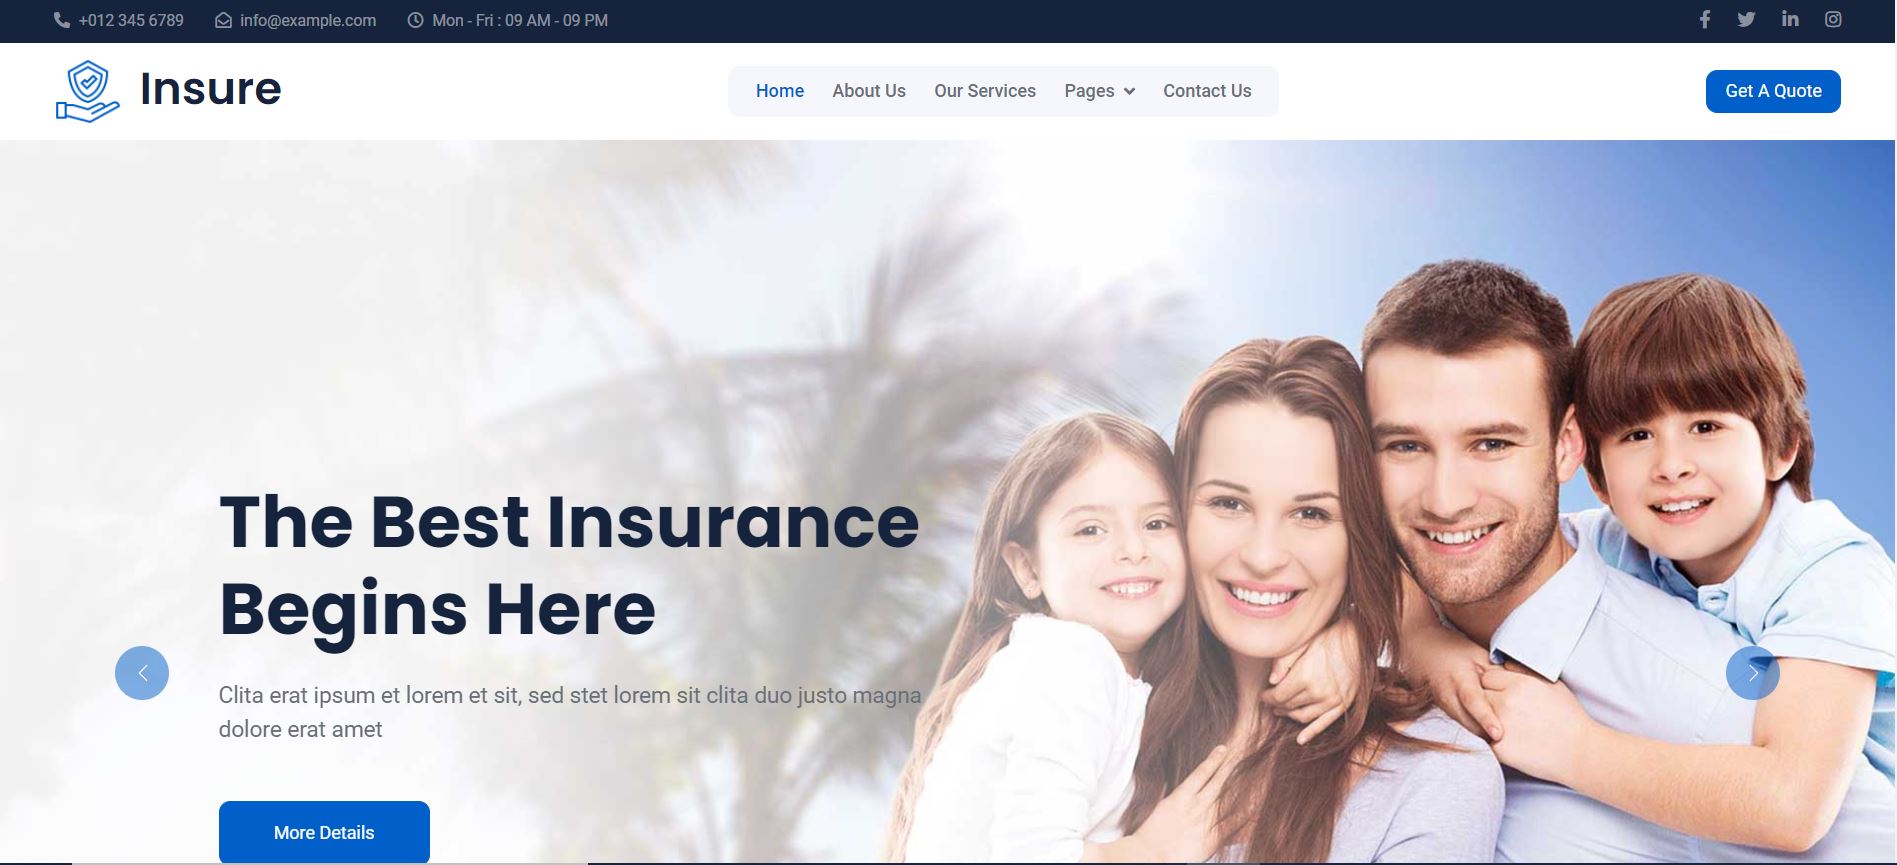 +012 345 6789 info@example.com Mon - Fri : 09 AM - 09 PM
Insure
Home About Us Our Services Pages Contact Us
Get A Quote
The Best Insurance
Begins Here
Clita erat ipsum et lorem et sit, sed stet lorem sit clita duo justo magna
dolore erat amet
More Details